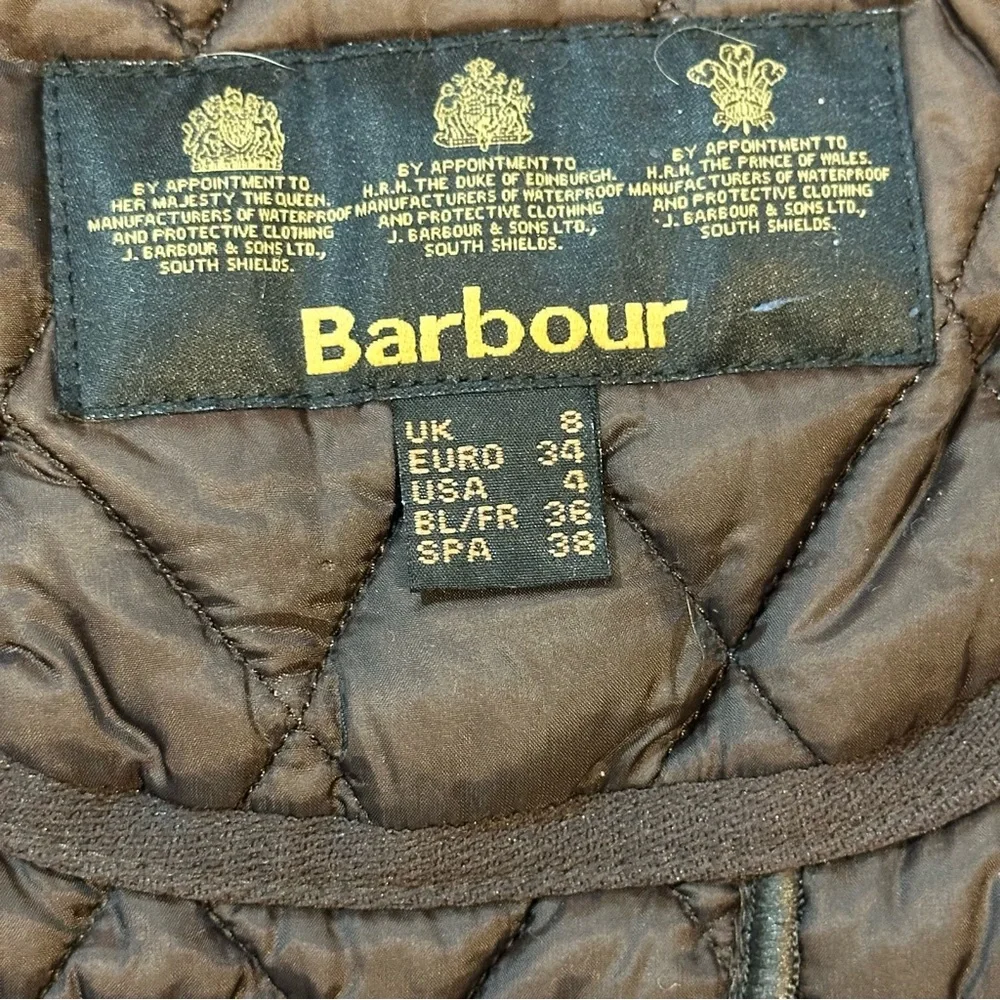 BY APPOINTMENT TO
HER MAJESTY THE QUEEN.
MANUFACTURERS OF WATERPROOF
AND PROTECTIVE CLOTHING
J. BARBOUR & SONS LTD.,
SOUTH SHIELDS.
BY APPOINTMENT TO
H.R.H. THE DUKE OF EDINBURGH.
MANUFACTURERS OF WATERPROOF
AND PROTECTIVE CLOTHING
J. BARBOUR & SONS LTD.,
SOUTH SHIELDS.
BY APPOINTMENT TO
H.R.H. THE PRINCE OF WALES.
MANUFACTURERS OF WATERPROOF
AND PROTECTIVE CLOTHING
J. BARBOUR & SONS LTD.,
SOUTH SHIELDS.
Barbour
UK 8
EURO 34
USA 4
BL/FR 36
SPA 38